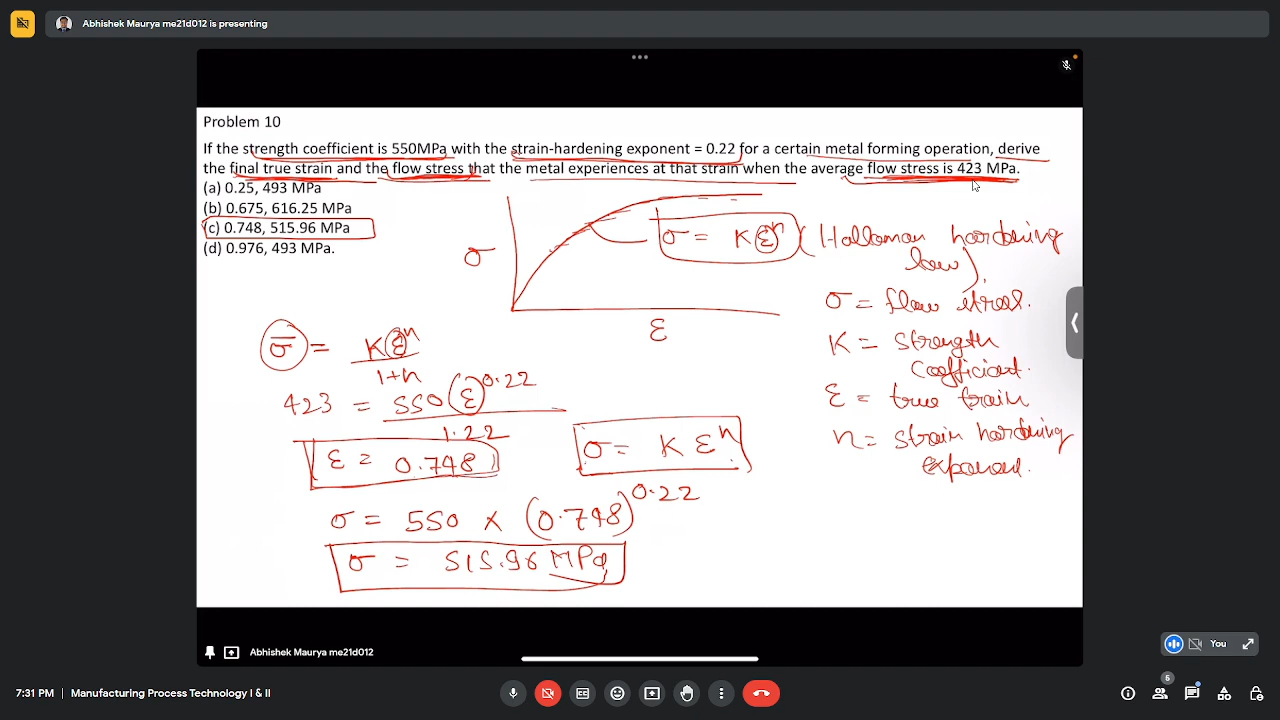 Abhishek Maurya me21d012 is presenting
Problem 10
If the strength coefficient is 550MPa with the strain-hardening exponent = 0.22 for a certain metal forming operation, derive
the final true strain and the flow stress that the metal experiences at that strain when the average flow stress is 423 MPa.
(a) 0.25, 493 MPa
(b) 0.675, 616.25 MPa
(c) 0.748, 515.96 MPa
(d) 0.976, 493 MPa.
σ
ε
σ = Kεⁿ (Holloman hardening
law).
σ = flow stress.
K = strength
Coefficient.
ε = true train
n = strain hardening
exponent.
σ̅ = Kεⁿ
1+n
423 = 550(ε)^0.22
1.22
ε = 0.748
σ = K εⁿ
σ = 550 × (0.748)^0.22
σ = 515.96 MPa
Abhishek Maurya me21d012
You
7:31 PM | Manufacturing Process Technology I & II
6